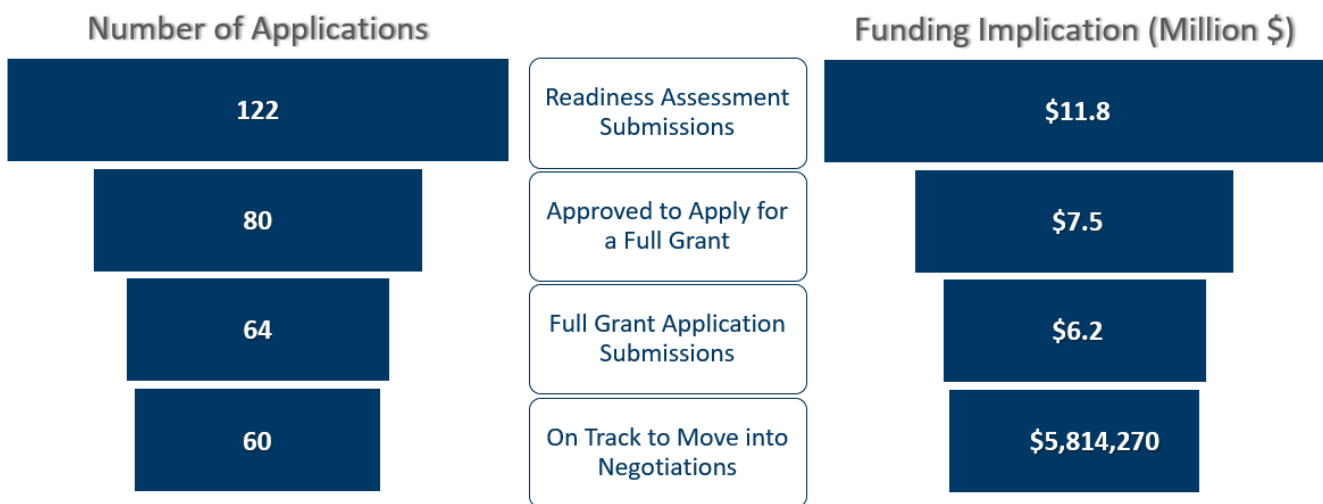 Number of Applications
Funding Implication (Million $)
122
Readiness Assessment
Submissions
$11.8
80
Approved to Apply for
a Full Grant
$7.5
64
Full Grant Application
Submissions
$6.2
60
On Track to Move into
Negotiations
$5,814,270